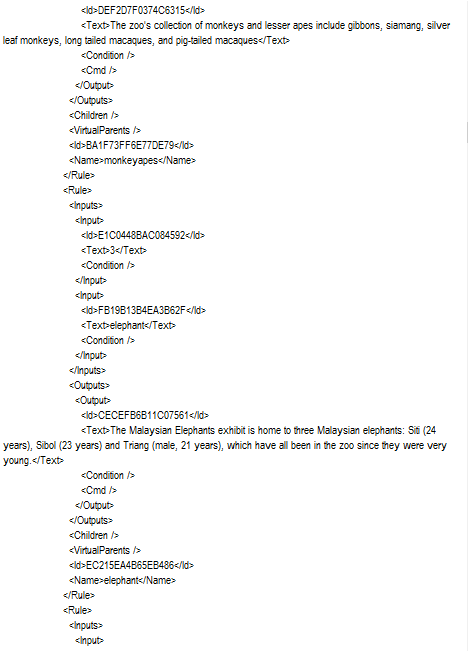 <Id>DEF2D7F0374C6315</Id>
<Text>The zoo's collection of monkeys and lesser apes include gibbons, siamang, silver
leaf monkeys, long tailed macaques, and pig-tailed macaques</Text>
<Condition />
<Cmd />
</Output>
</Outputs>
<Children />
<VirtualParents />
<Id>BA1F73FF6E77DE79</Id>
<Name>monkeyapes</Name>
</Rule>
<Rule>
<Inputs>
<Input>
<Id>E1C0448BAC084592</Id>
<Text>3</Text>
<Condition />
</Input>
<Input>
<Id>FB19B13B4EA3B62F</Id>
<Text>elephant</Text>
<Condition />
</Input>
</Inputs>
<Outputs>
<Output>
<Id>CECEFB6B11C07561</Id>
<Text>The Malaysian Elephants exhibit is home to three Malaysian elephants: Siti (24
years), Sibol (23 years) and Triang (male, 21 years), which have all been in the zoo since they were very
young.</Text>
<Condition />
<Cmd />
</Output>
</Outputs>
<Children />
<VirtualParents />
<Id>EC215EA4B65EB486</Id>
<Name>elephant</Name>
</Rule>
<Rule>
<Inputs>
<Input>